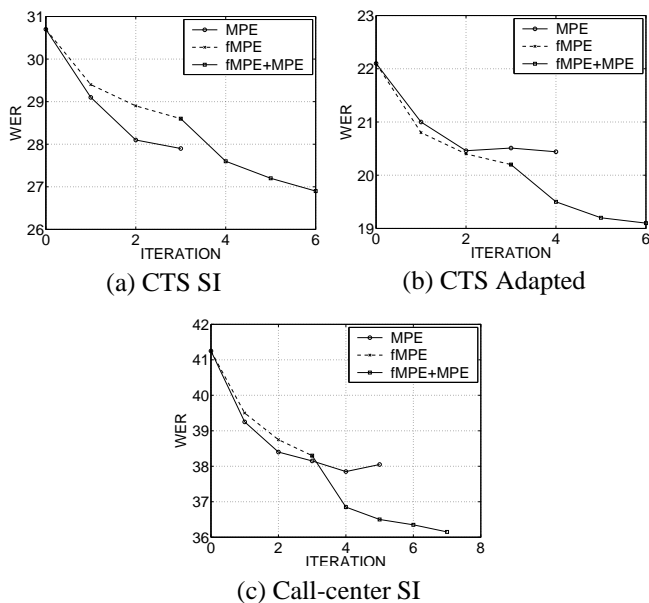 31
30
29
28
27
26
WER
0
2
4
6
ITERATION
MPE
fMPE
fMPE+MPE
(a) CTS SI
23
22
21
20
19
WER
0
2
4
6
ITERATION
MPE
fMPE
fMPE+MPE
(b) CTS Adapted
42
41
40
39
38
37
36
WER
0
2
4
6
8
ITERATION
MPE
fMPE
fMPE+MPE
(c) Call-center SI